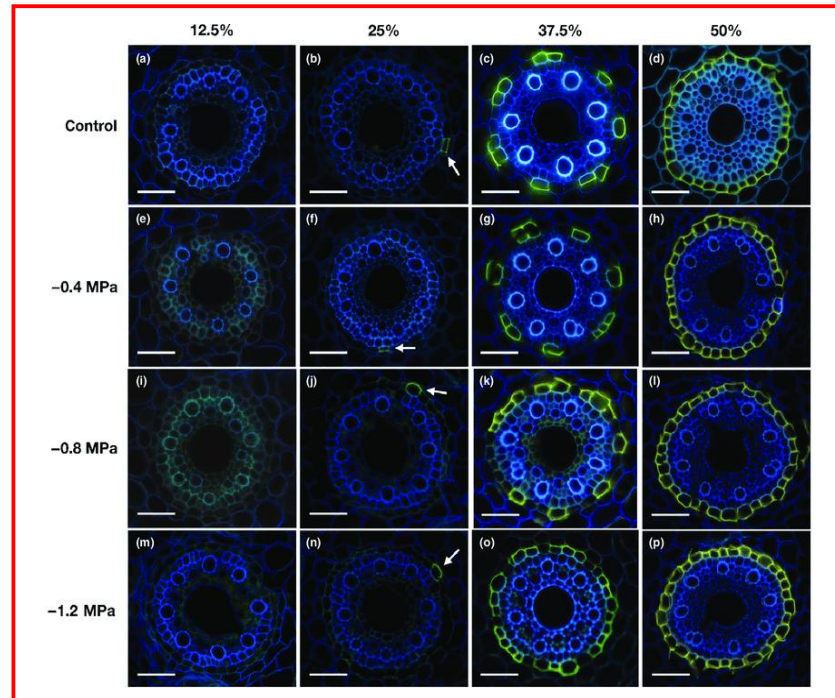 12.5% 25% 37.5% 50%
Control (a) (b) (c) (d)
−0.4 MPa (e) (f) (g) (h)
−0.8 MPa (i) (j) (k) (l)
−1.2 MPa (m) (n) (o) (p)